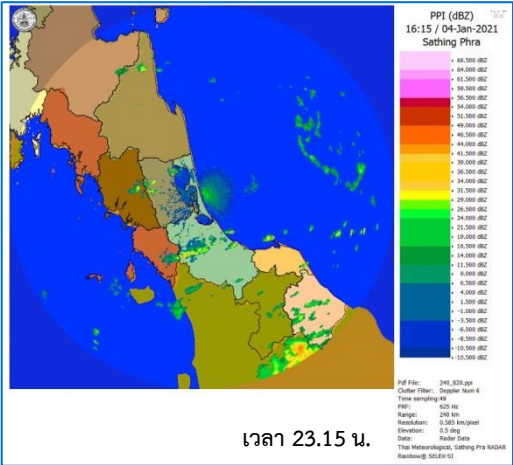 PPI (dBZ)
16:15 / 04-Jan-2021
Sathing Phra
66.500 dBZ
64.000 dBZ
61.500 dBZ
59.000 dBZ
56.500 dBZ
54.000 dBZ
51.500 dBZ
49.000 dBZ
46.500 dBZ
44.000 dBZ
41.500 dBZ
39.000 dBZ
36.500 dBZ
34.000 dBZ
31.500 dBZ
29.000 dBZ
26.500 dBZ
24.000 dBZ
21.500 dBZ
19.000 dBZ
16.500 dBZ
14.000 dBZ
11.500 dBZ
9.000 dBZ
6.500 dBZ
4.000 dBZ
1.500 dBZ
-1.000 dBZ
-3.500 dBZ
-6.000 dBZ
-8.500 dBZ
-10.500 dBZ
Pdf File: 240_820.ppi
Clutter Filter: Doppler Num 6
Time sampling:49
PRF: 625 Hz
Range: 240 km
Resolution: 0.585 km/pixel
Elevation: 0.5 deg
Data: Radar Data
Thai Meteorological, Sathing Pra RADAR
Rainbow® SELEX-SI
เวลา 23.15 น.